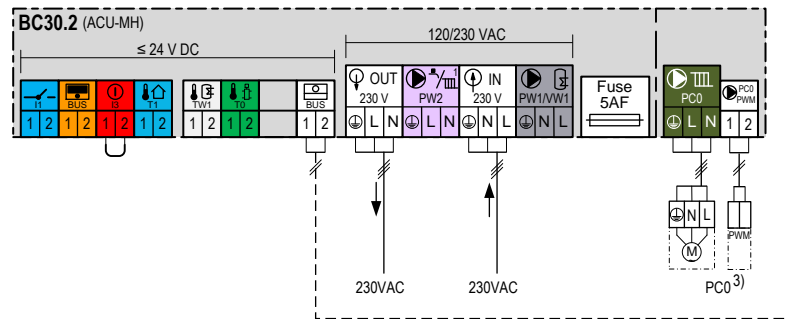 BC30.2 (ACU-MH)
≤ 24 V DC
120/230 VAC
I1 BUS I3 T1 TW1 T0 BUS
OUT 230 V
PW2 1
IN 230 V
PW1/VW1
Fuse 5AF
PC0
PC0 PWM
1 2 1 2 1 2 1 2 1 2 1 2 1 2 L N L N N L N L L N 1 2
N L
PWM
M
230VAC 230VAC PC0 3)